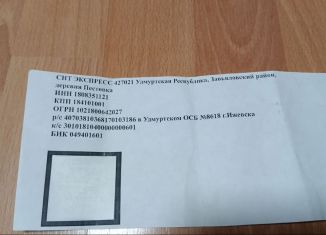 СНТ ЭКСПРЕСС 427021 Удмуртская Республика, Завьяловский район,
деревня Пестовка
ИНН 1808351121
КПП 184101001
ОГРН 1021800642027
р/с 40703810368170103186 в Удмуртском ОСБ №8618 г.Ижевска
к/с 30101810400000000601
БИК 049401601